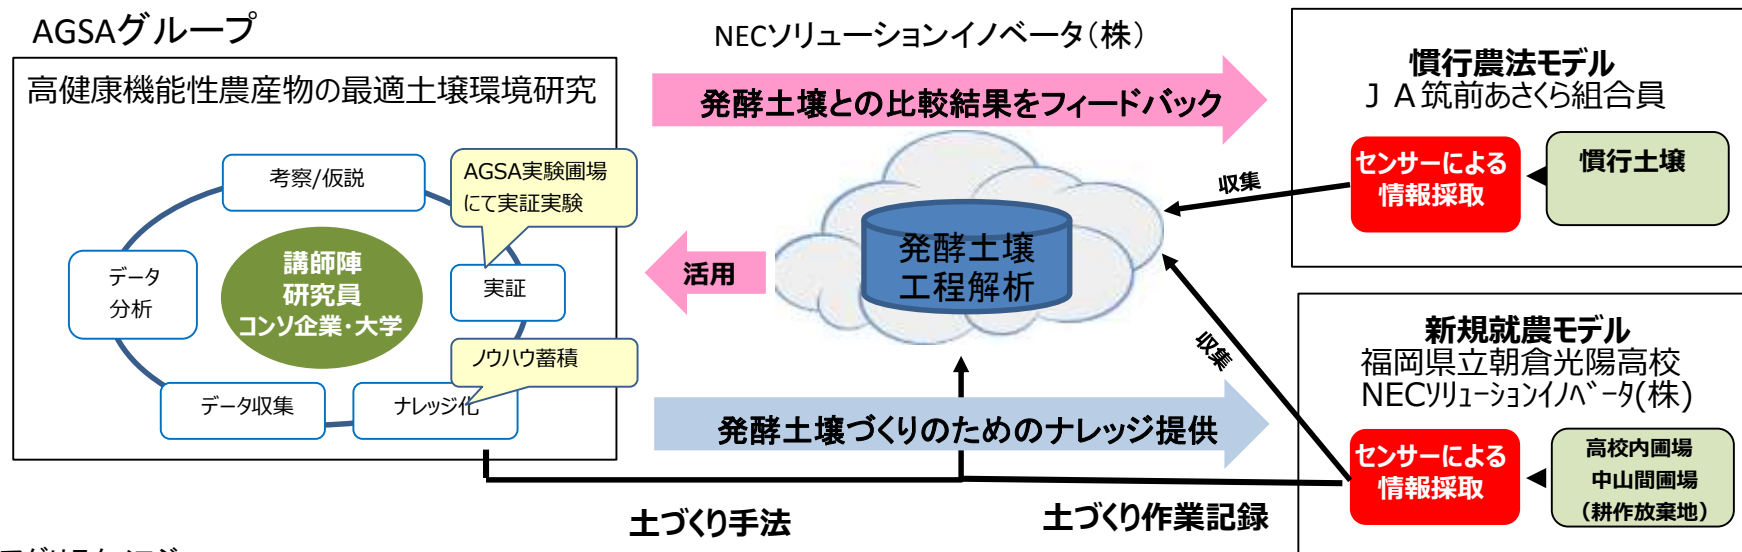 AGSAグループ
高健康機能性農産物の最適土壌環境研究
考察/仮説
AGSA実験圃場
にて実証実験
データ
分析
講師陣
研究員
コンソ企業・大学
実証
ノウハウ蓄積
データ収集
ナレッジ化
NECソリューションイノベータ(株)
発酵土壌との比較結果をフィードバック
活用
発酵土壌
工程解析
収集
収集
発酵土壌づくりのためのナレッジ提供
土づくり手法
土づくり作業記録
慣行農法モデル
JA筑前あさくら組合員
センサーによる
情報採取
慣行土壌
新規就農モデル
福岡県立朝倉光陽高校
NECソリューションイノベータ(株)
センサーによる
情報採取
高校内圃場
中山間圃場
(耕作放棄地)